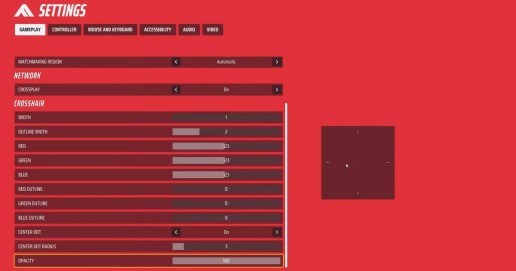 SETTINGS
GAMEPLAY CONTROLLER MOUSE AND KEYBOARD ACCESSIBILITY AUDIO VIDEO
MATCHMAKING REGION < Automatic >
NETWORK
CROSSPLAY < On >
CROSSHAIR
WIDTH 1
OUTLINE WIDTH 2
RED
GREEN
BLUE
RED OUTLINE 0
GREEN OUTLINE 0
BLUE OUTLINE 0
CENTER DOT < On >
CENTER DOT RADIUS 3
OPACITY